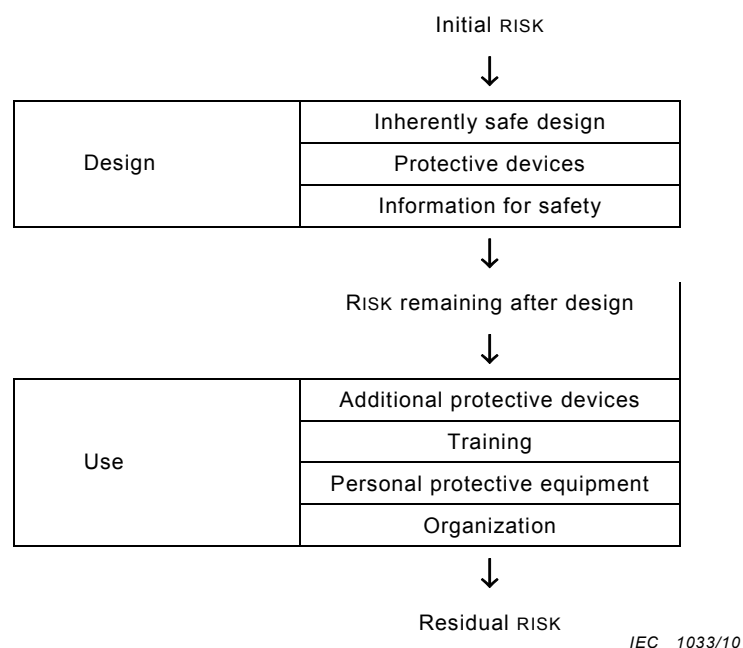 Initial RISK
↓
Design
Inherently safe design
Protective devices
Information for safety
↓
RISK remaining after design
↓
Use
Additional protective devices
Training
Personal protective equipment
Organization
↓
Residual RISK
IEC 1033/10